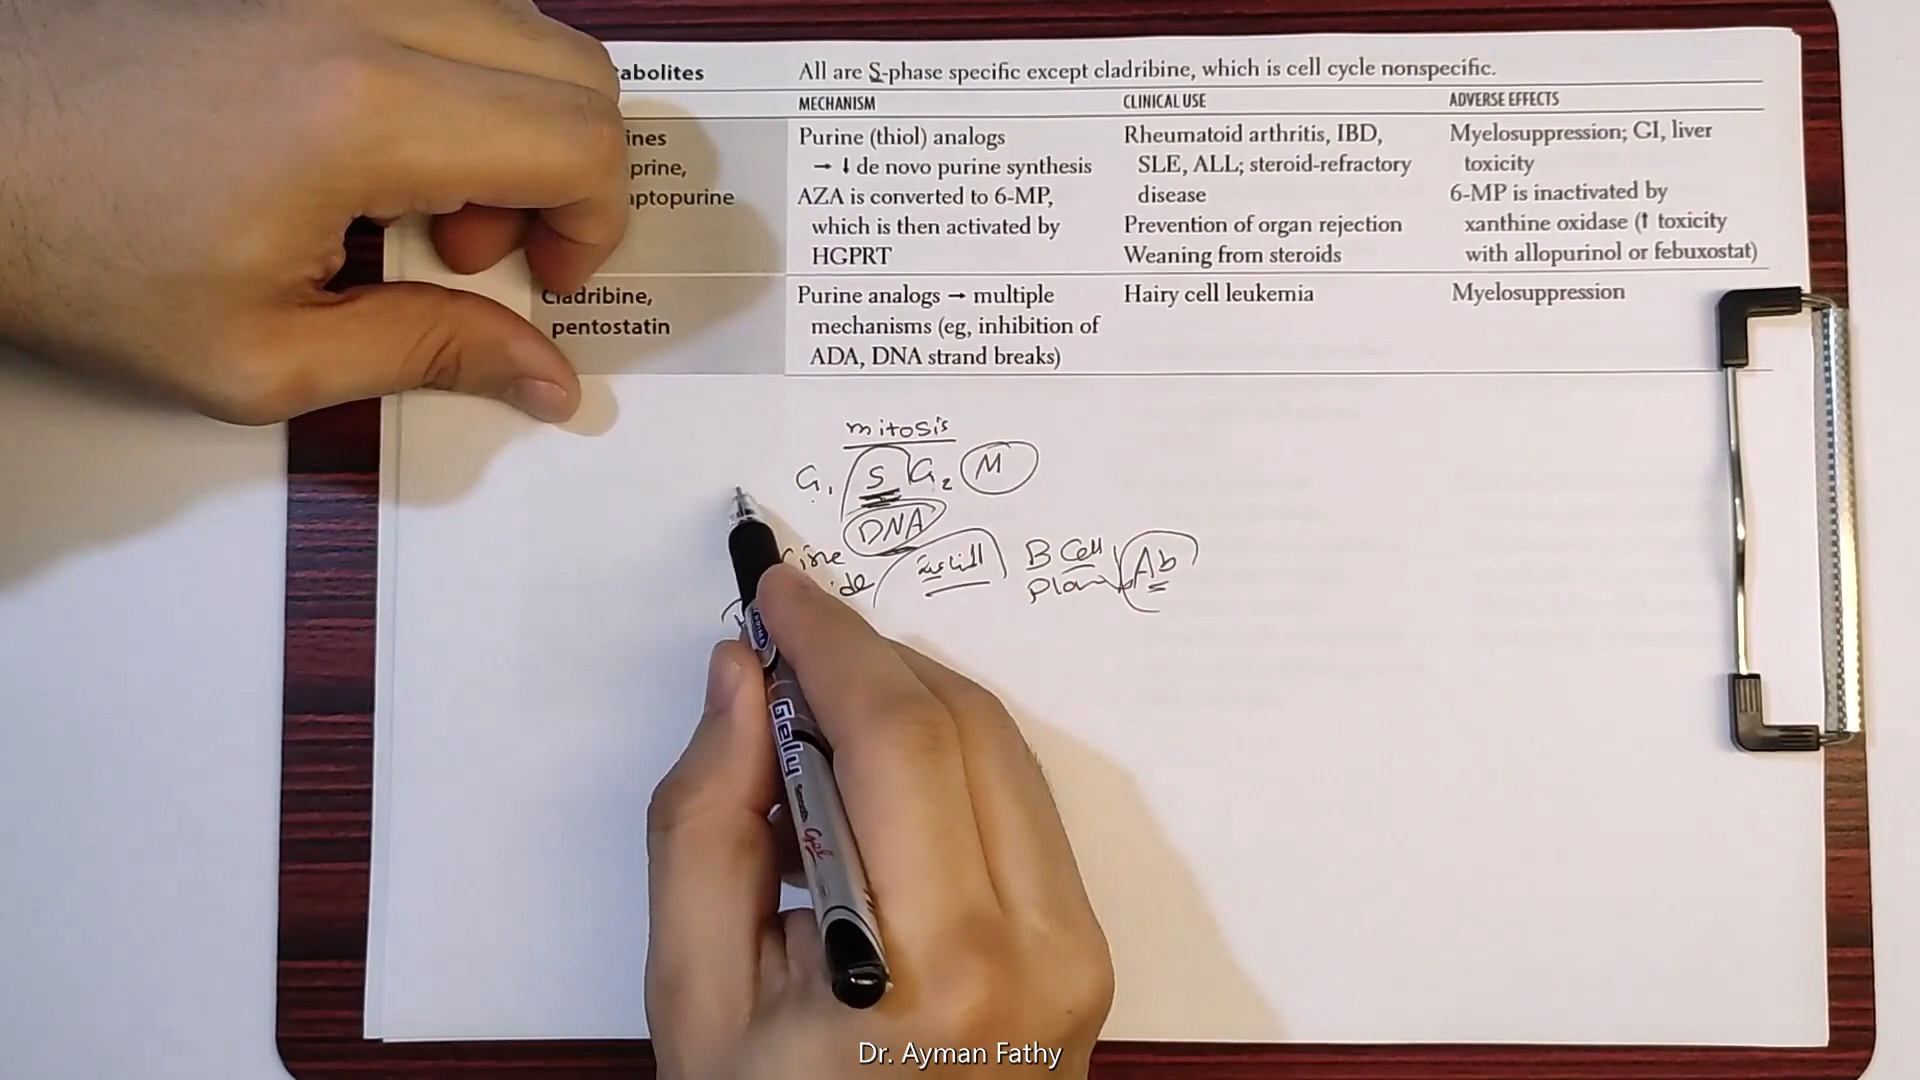 abolites All are S-phase specific except cladribine, which is cell cycle nonspecific.
MECHANISM CLINICAL USE ADVERSE EFFECTS
ines Purine (thiol) analogs Rheumatoid arthritis, IBD, Myelosuppression; GI, liver
prine, → ↓ de novo purine synthesis SLE, ALL; steroid-refractory toxicity
aptopurine AZA is converted to 6-MP, disease 6-MP is inactivated by
which is then activated by Prevention of organ rejection xanthine oxidase (↑ toxicity
HGPRT Weaning from steroids with allopurinol or febuxostat)
Cladribine, Purine analogs → multiple Hairy cell leukemia Myelosuppression
pentostatin mechanisms (eg, inhibition of
ADA, DNA strand breaks)
mitosis
G1 S G2 M
DNA
B Cell Ab
Gely
Smooth Gel
Dr. Ayman Fathy